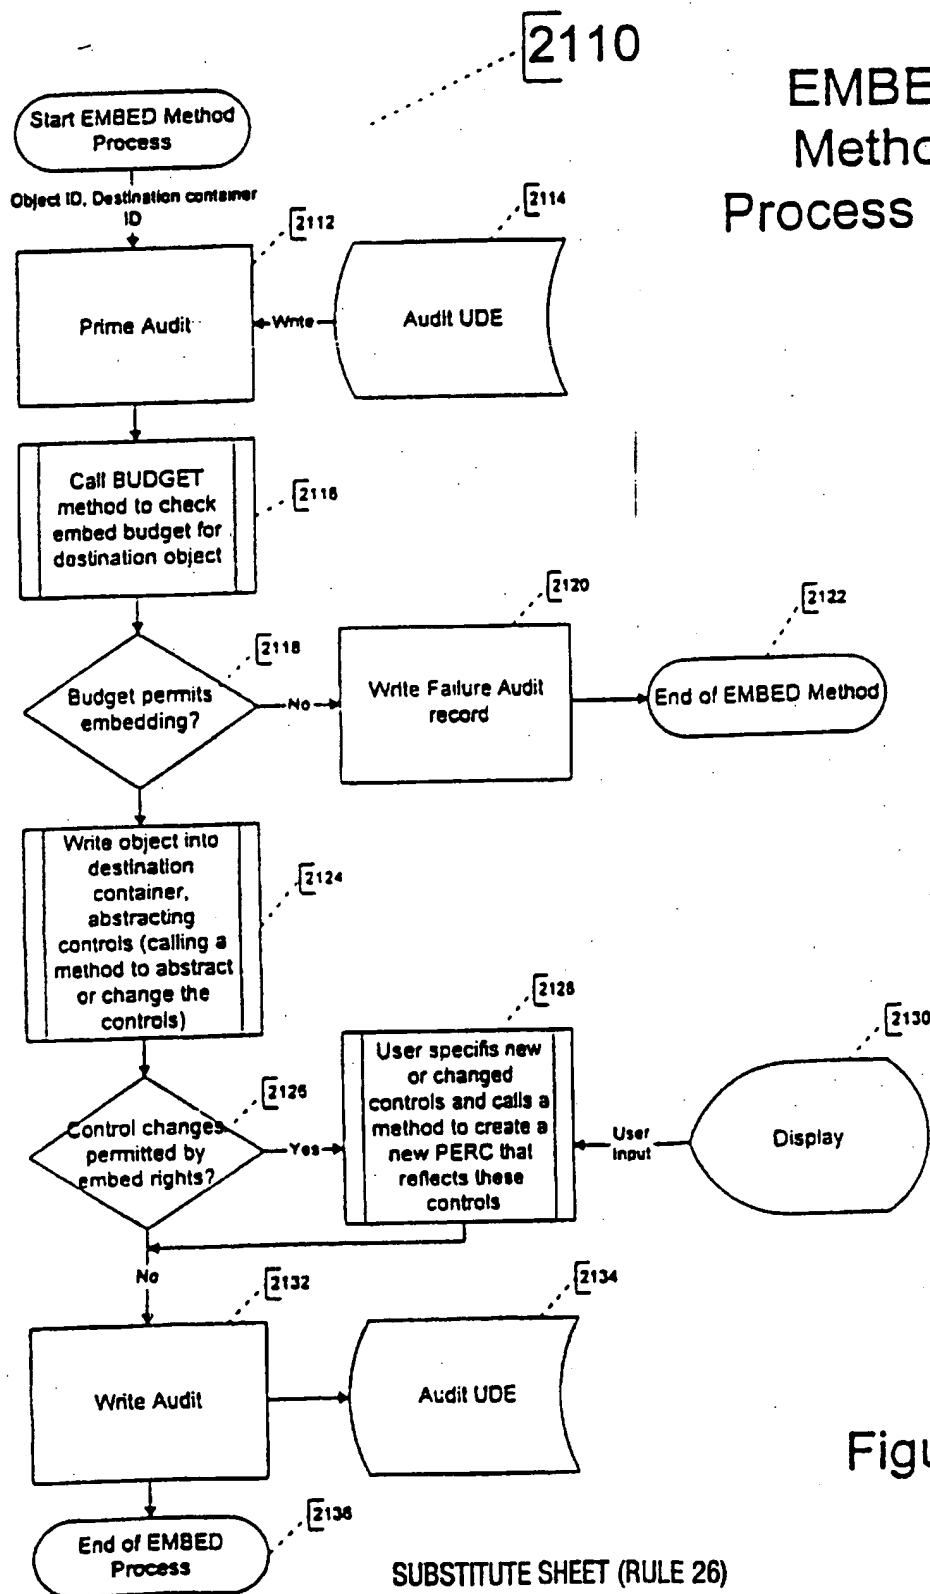 2110
EMBE
Metho
Process
Start EMBED Method
Process
Object ID, Destination container
ID
2112
2114
Prime Audit
Write
Audit UDE
Call BUDGET
method to check
embed budget for
destination object
2116
2118
Budget permits
embedding?
No
2120
Write Failure Audit
record
2122
End of EMBED Method
Write object into
destination
container,
abstracting
controls (calling a
method to abstract
or change the
controls)
2124
2126
Control changes
permitted by
embed rights?
Yes
2128
User specifis new
or changed
controls and calls a
method to create a
new PERC that
reflects these
controls
User
Input
2130
Display
No
2132
Write Audit
2134
Audit UDE
Figu
End of EMBED
Process
2136
SUBSTITUTE SHEET (RULE 26)